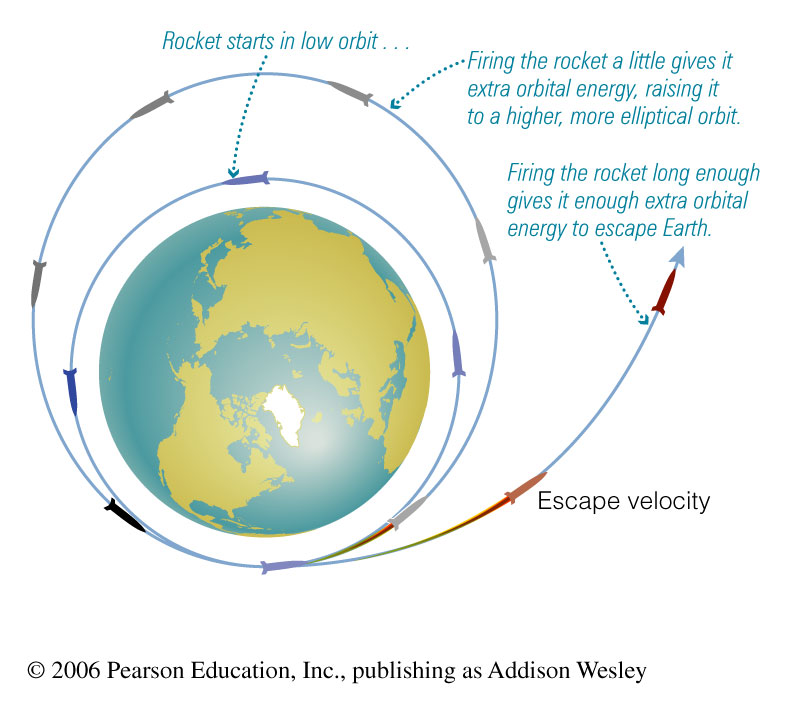 Rocket starts in low orbit . . .
Firing the rocket a little gives it
extra orbital energy, raising it
to a higher, more elliptical orbit.
Firing the rocket long enough
gives it enough extra orbital
energy to escape Earth.
Escape velocity
© 2006 Pearson Education, Inc., publishing as Addison Wesley